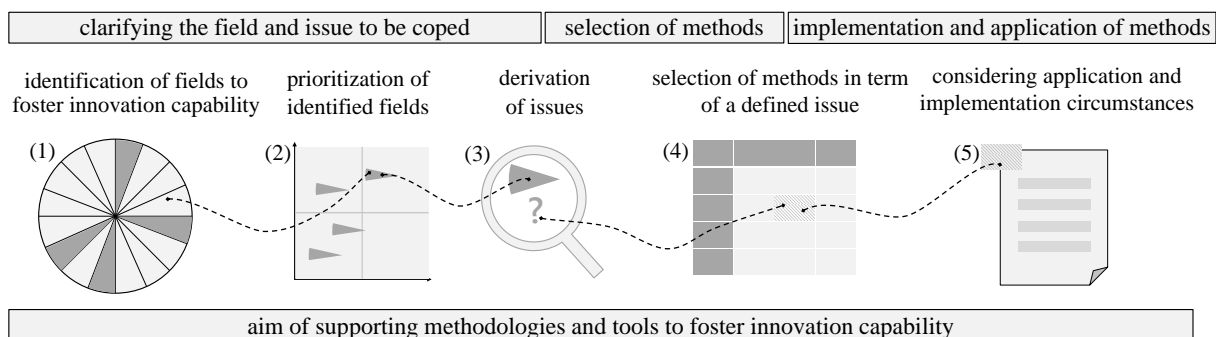 clarifying the field and issue to be coped
selection of methods
implementation and application of methods
identification of fields to
foster innovation capability
prioritization of
identified fields
derivation
of issues
selection of methods in term
of a defined issue
considering application and
implementation circumstances
(1)
(2)
(3)
(4)
(5)
?
aim of supporting methodologies and tools to foster innovation capability